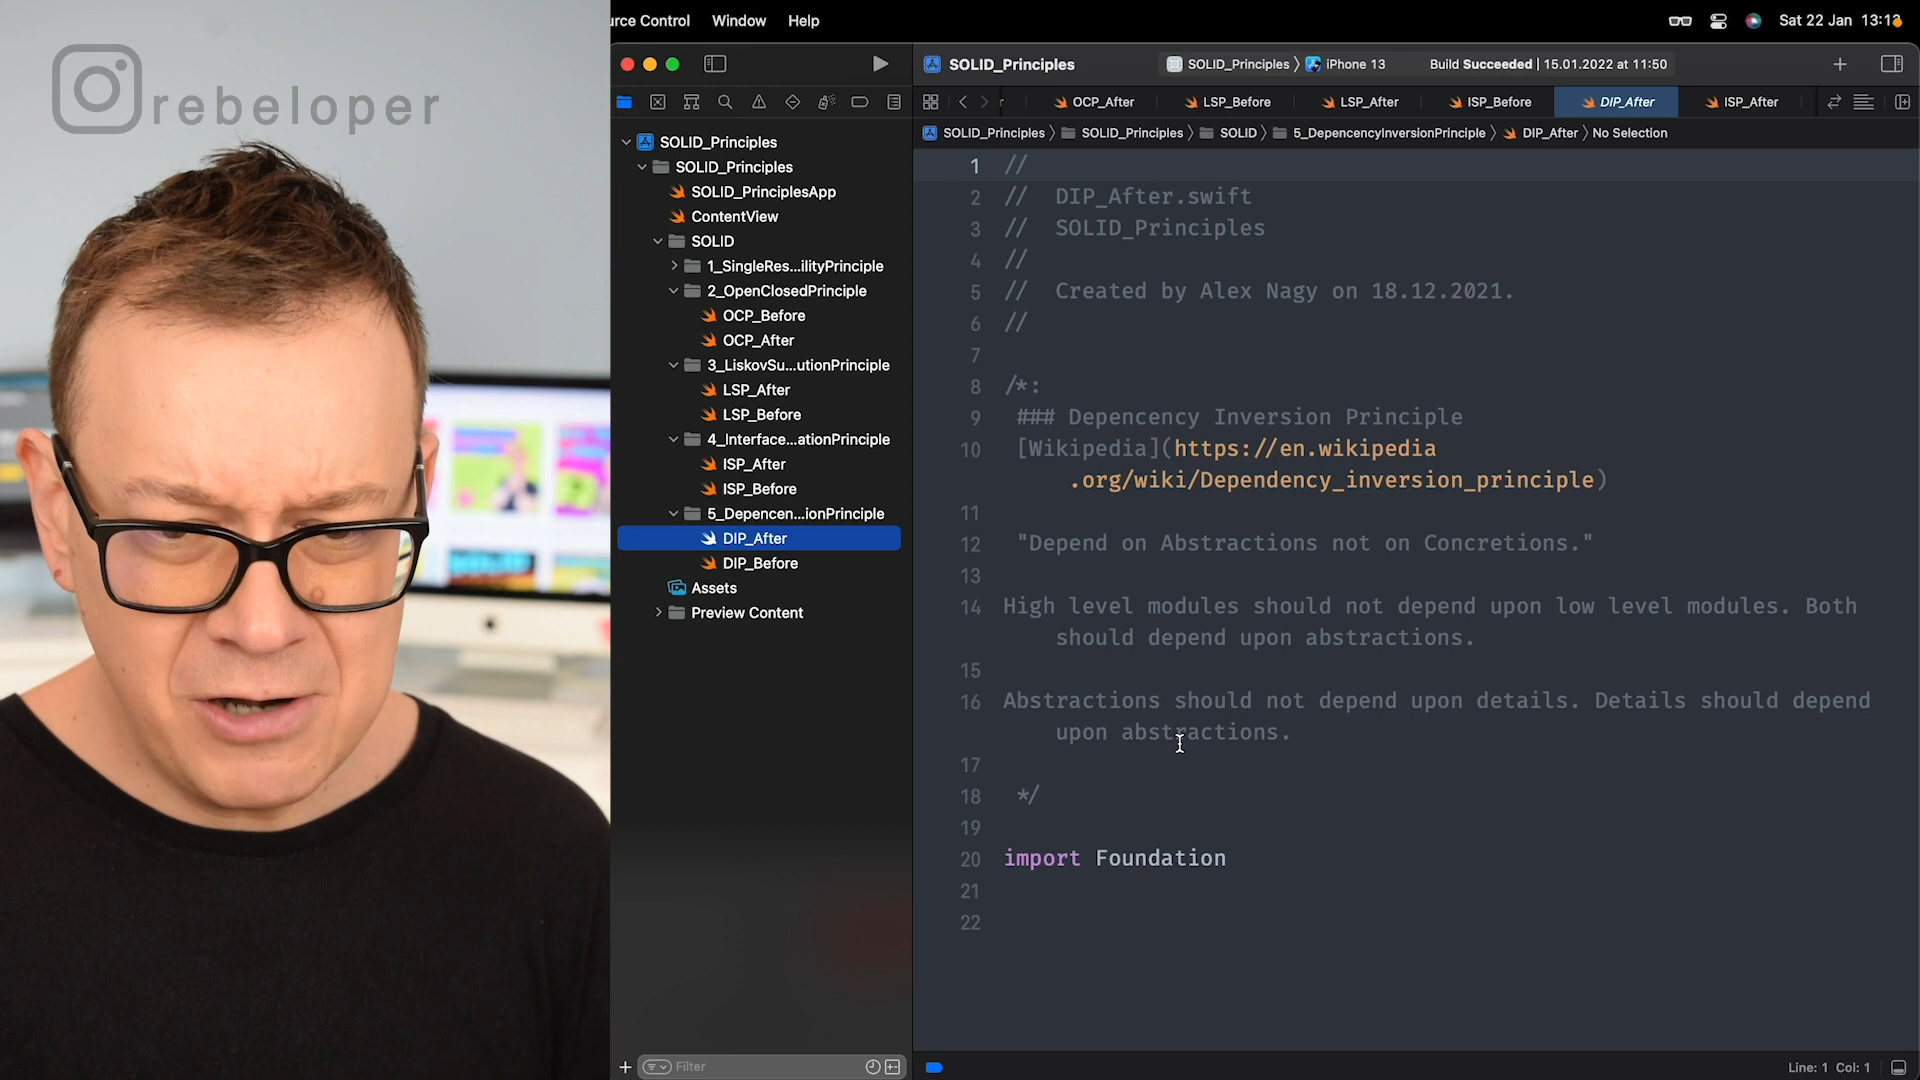 rebeloper
urce Control Window Help
Sat 22 Jan 13:13
SOLID_Principles
SOLID_Principles 〉 iPhone 13
Build Succeeded | 15.01.2022 at 11:50
r OCP_After LSP_Before LSP_After ISP_Before DIP_After ISP_After
SOLID_Principles 〉 SOLID_Principles 〉 SOLID 〉 5_DepencencyInversionPrinciple 〉 DIP_After 〉 No Selection
SOLID_Principles
SOLID_Principles
SOLID_PrinciplesApp
ContentView
SOLID
1_SingleRes...ilityPrinciple
2_OpenClosedPrinciple
OCP_Before
OCP_After
3_LiskovSu...utionPrinciple
LSP_After
LSP_Before
4_Interface...ationPrinciple
ISP_After
ISP_Before
5_Depencen...ionPrinciple
DIP_After
DIP_Before
Assets
Preview Content
Filter
1 //
2 // DIP_After.swift
3 // SOLID_Principles
4 //
5 // Created by Alex Nagy on 18.12.2021.
6 //
7
8 /*:
9 ### Depencency Inversion Principle
10 [Wikipedia](https://en.wikipedia
.org/wiki/Dependency_inversion_principle)
11
12 "Depend on Abstractions not on Concretions."
13
14 High level modules should not depend upon low level modules. Both
should depend upon abstractions.
15
16 Abstractions should not depend upon details. Details should depend
upon abstractions.
17
18 */
19
20 import Foundation
21
22
Line: 1 Col: 1